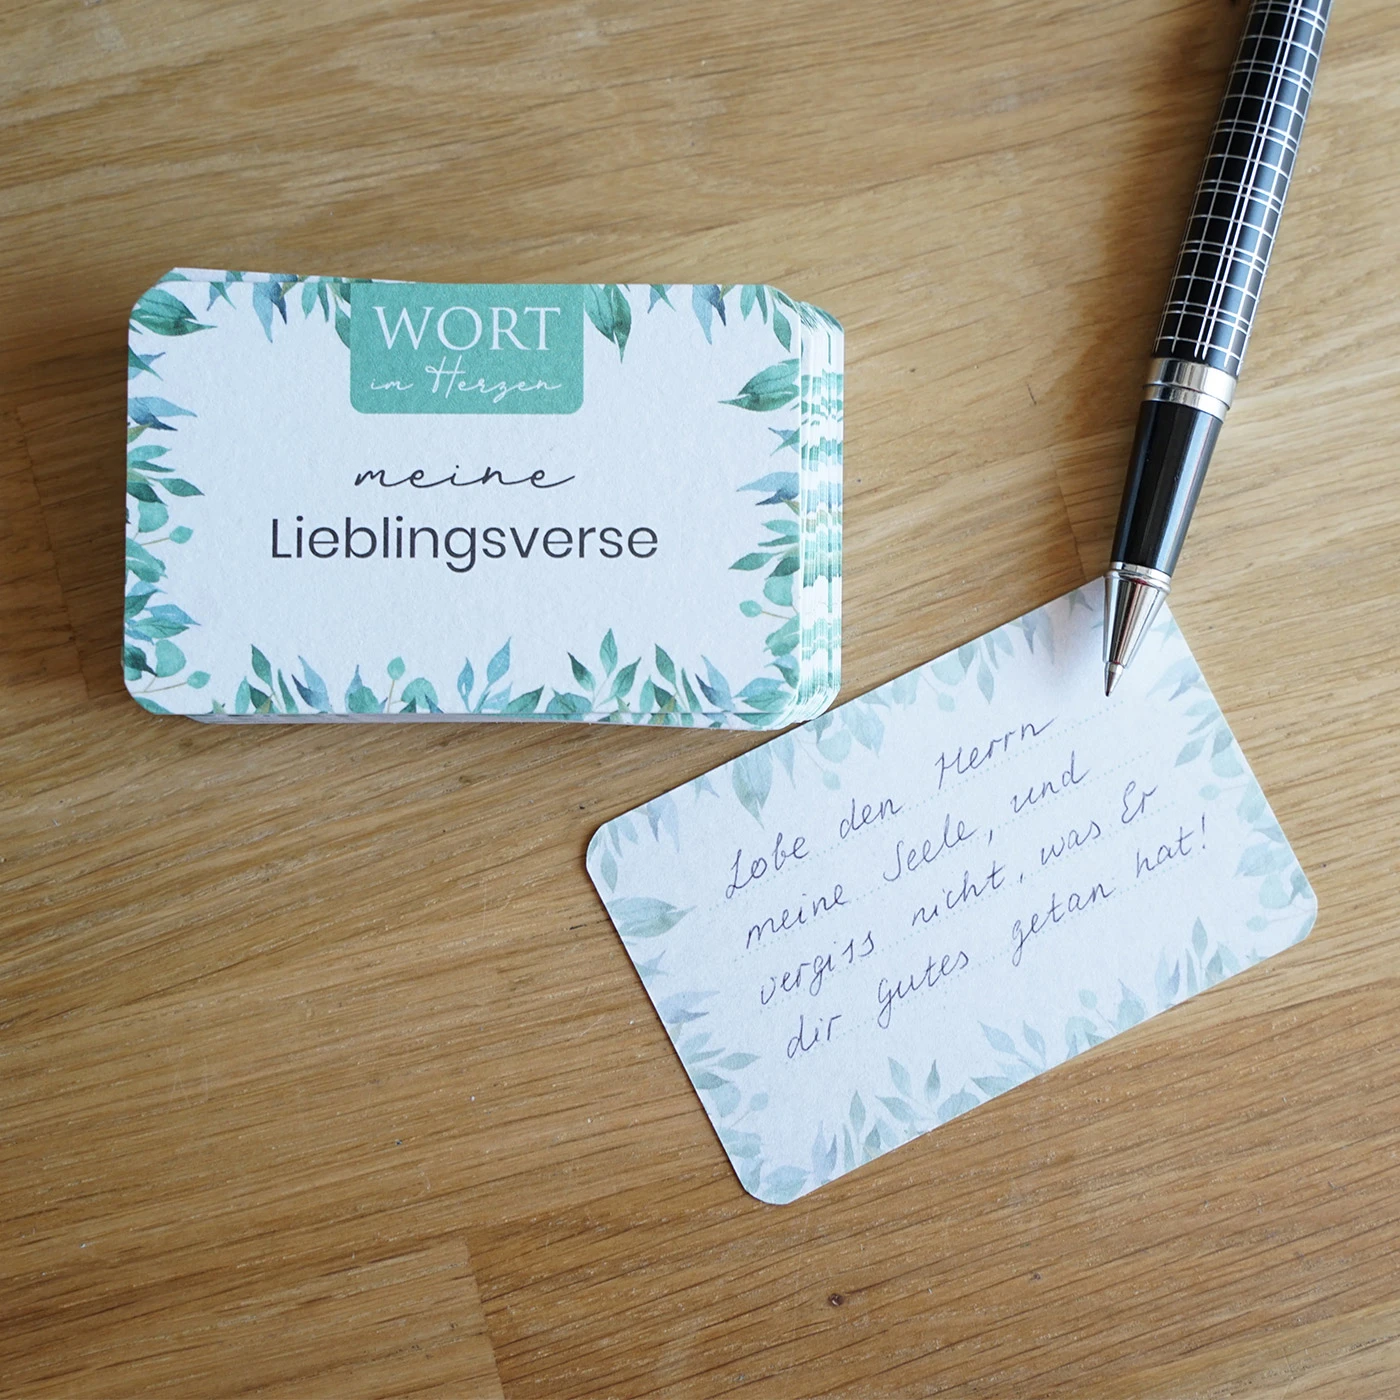 WORT
im Herzen
meine
Lieblingsverse
Lobe den Herrn
meine Seele, und
vergiss nicht, was Er
dir gutes getan hat!